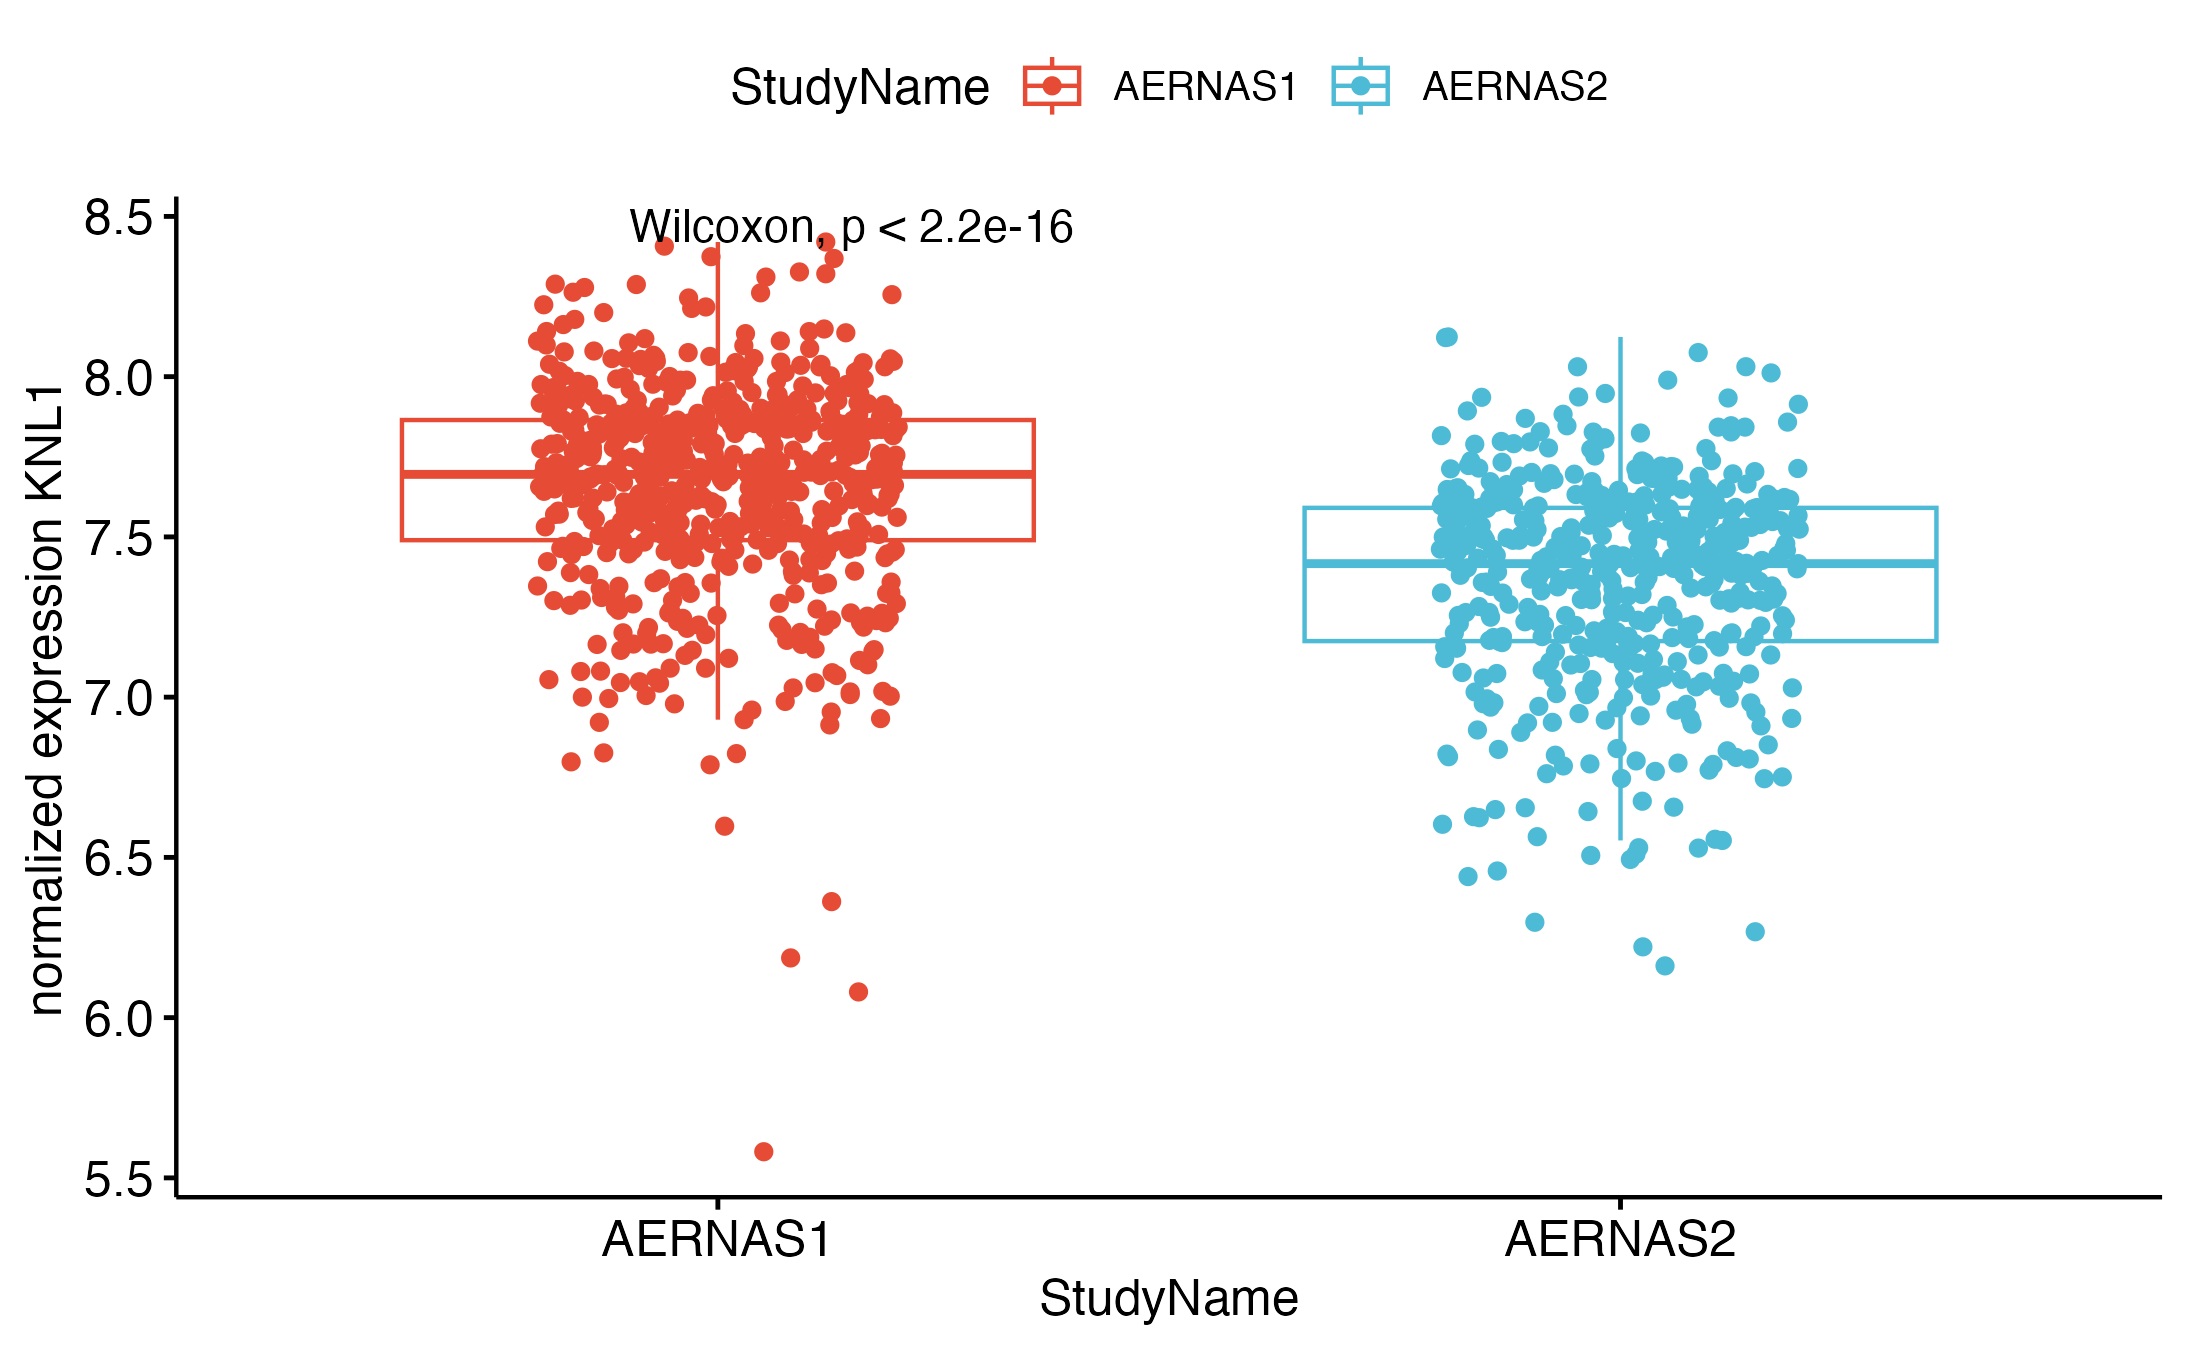 StudyName AERNAS1 AERNAS2
Wilcoxon, p < 2.2e-16
normalized expression KNL1
8.5
8.0
7.5
7.0
6.5
6.0
5.5
AERNAS1 AERNAS2
StudyName